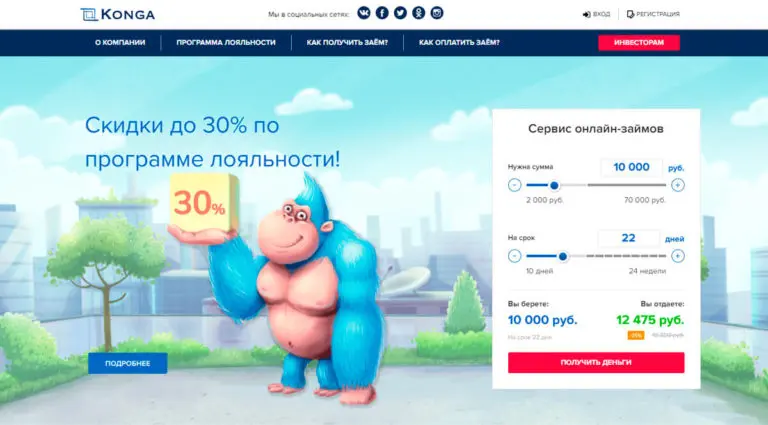 KONGA
Мы в социальных сетях:
ВХОД
РЕГИСТРАЦИЯ
О КОМПАНИИ
ПРОГРАММА ЛОЯЛЬНОСТИ
КАК ПОЛУЧИТЬ ЗАЁМ?
КАК ОПЛАТИТЬ ЗАЁМ?
ИНВЕСТОРАМ
Скидки до 30% по
программе лояльности!
30%
ПОДРОБНЕЕ
Сервис онлайн-займов
Нужна сумма 10 000 руб.
2 000 руб. 70 000 руб.
На срок 22 дней
10 дней 24 недели
Вы берете: Вы отдаете:
10 000 руб. 12 475 руб.
На срок 22 дня
ПОЛУЧИТЬ ДЕНЬГИ